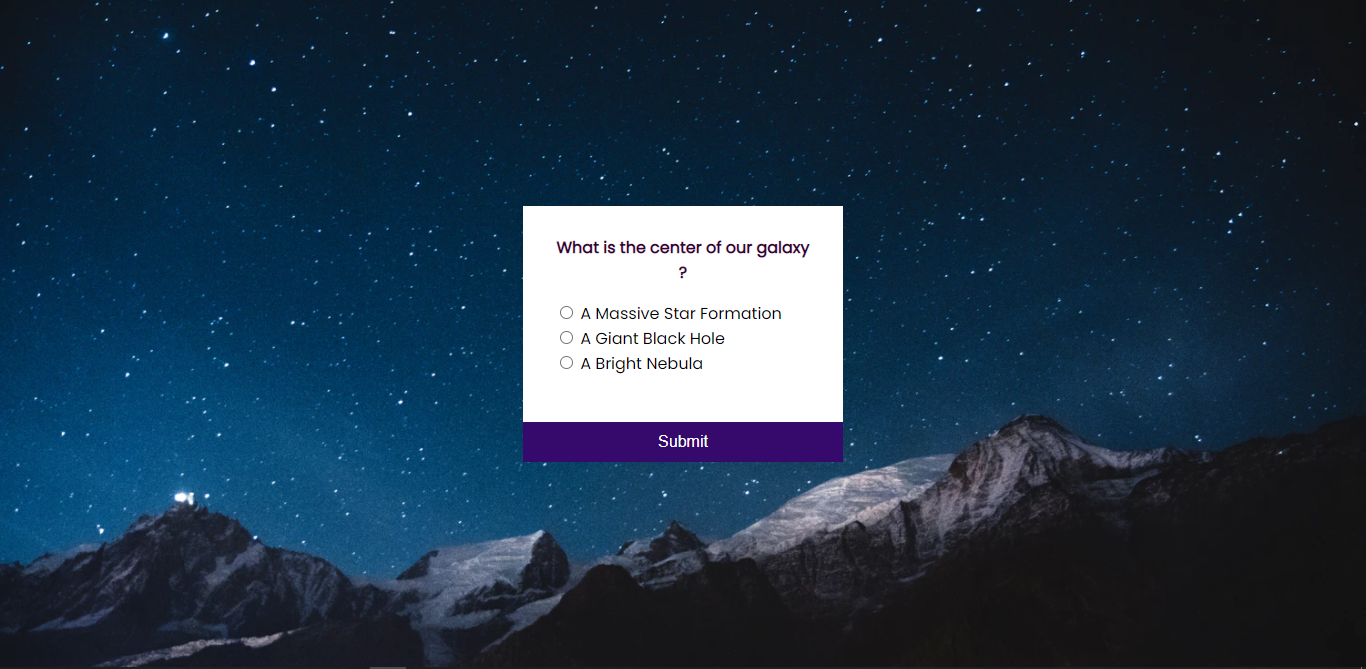 What is the center of our galaxy
?
A Massive Star Formation
A Giant Black Hole
A Bright Nebula
Submit